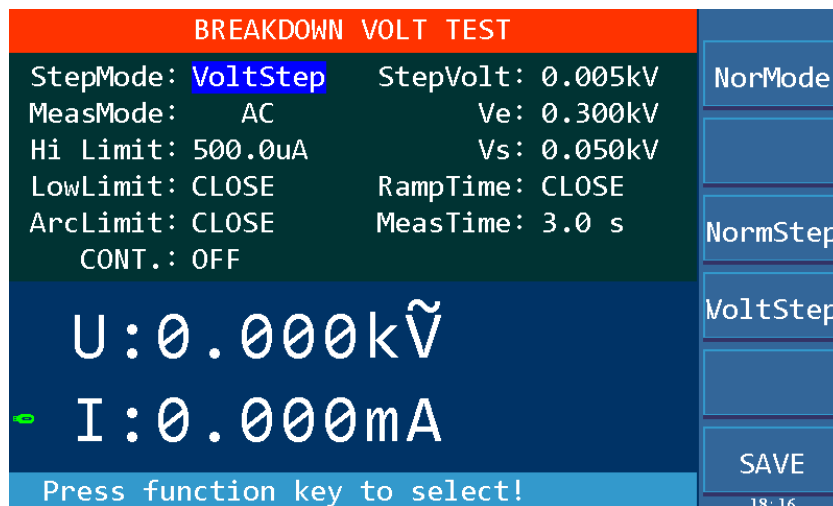 BREAKDOWN VOLT TEST
StepMode: VoltStep StepVolt: 0.005kV
MeasMode: AC Ve: 0.300kV
Hi Limit: 500.0uA Vs: 0.050kV
LowLimit: CLOSE RampTime: CLOSE
ArcLimit: CLOSE MeasTime: 3.0 s
CONT.: OFF
U:0.000kṼ
I:0.000mA
Press function key to select!
NorMode
NormStep
VoltStep
SAVE
18:16